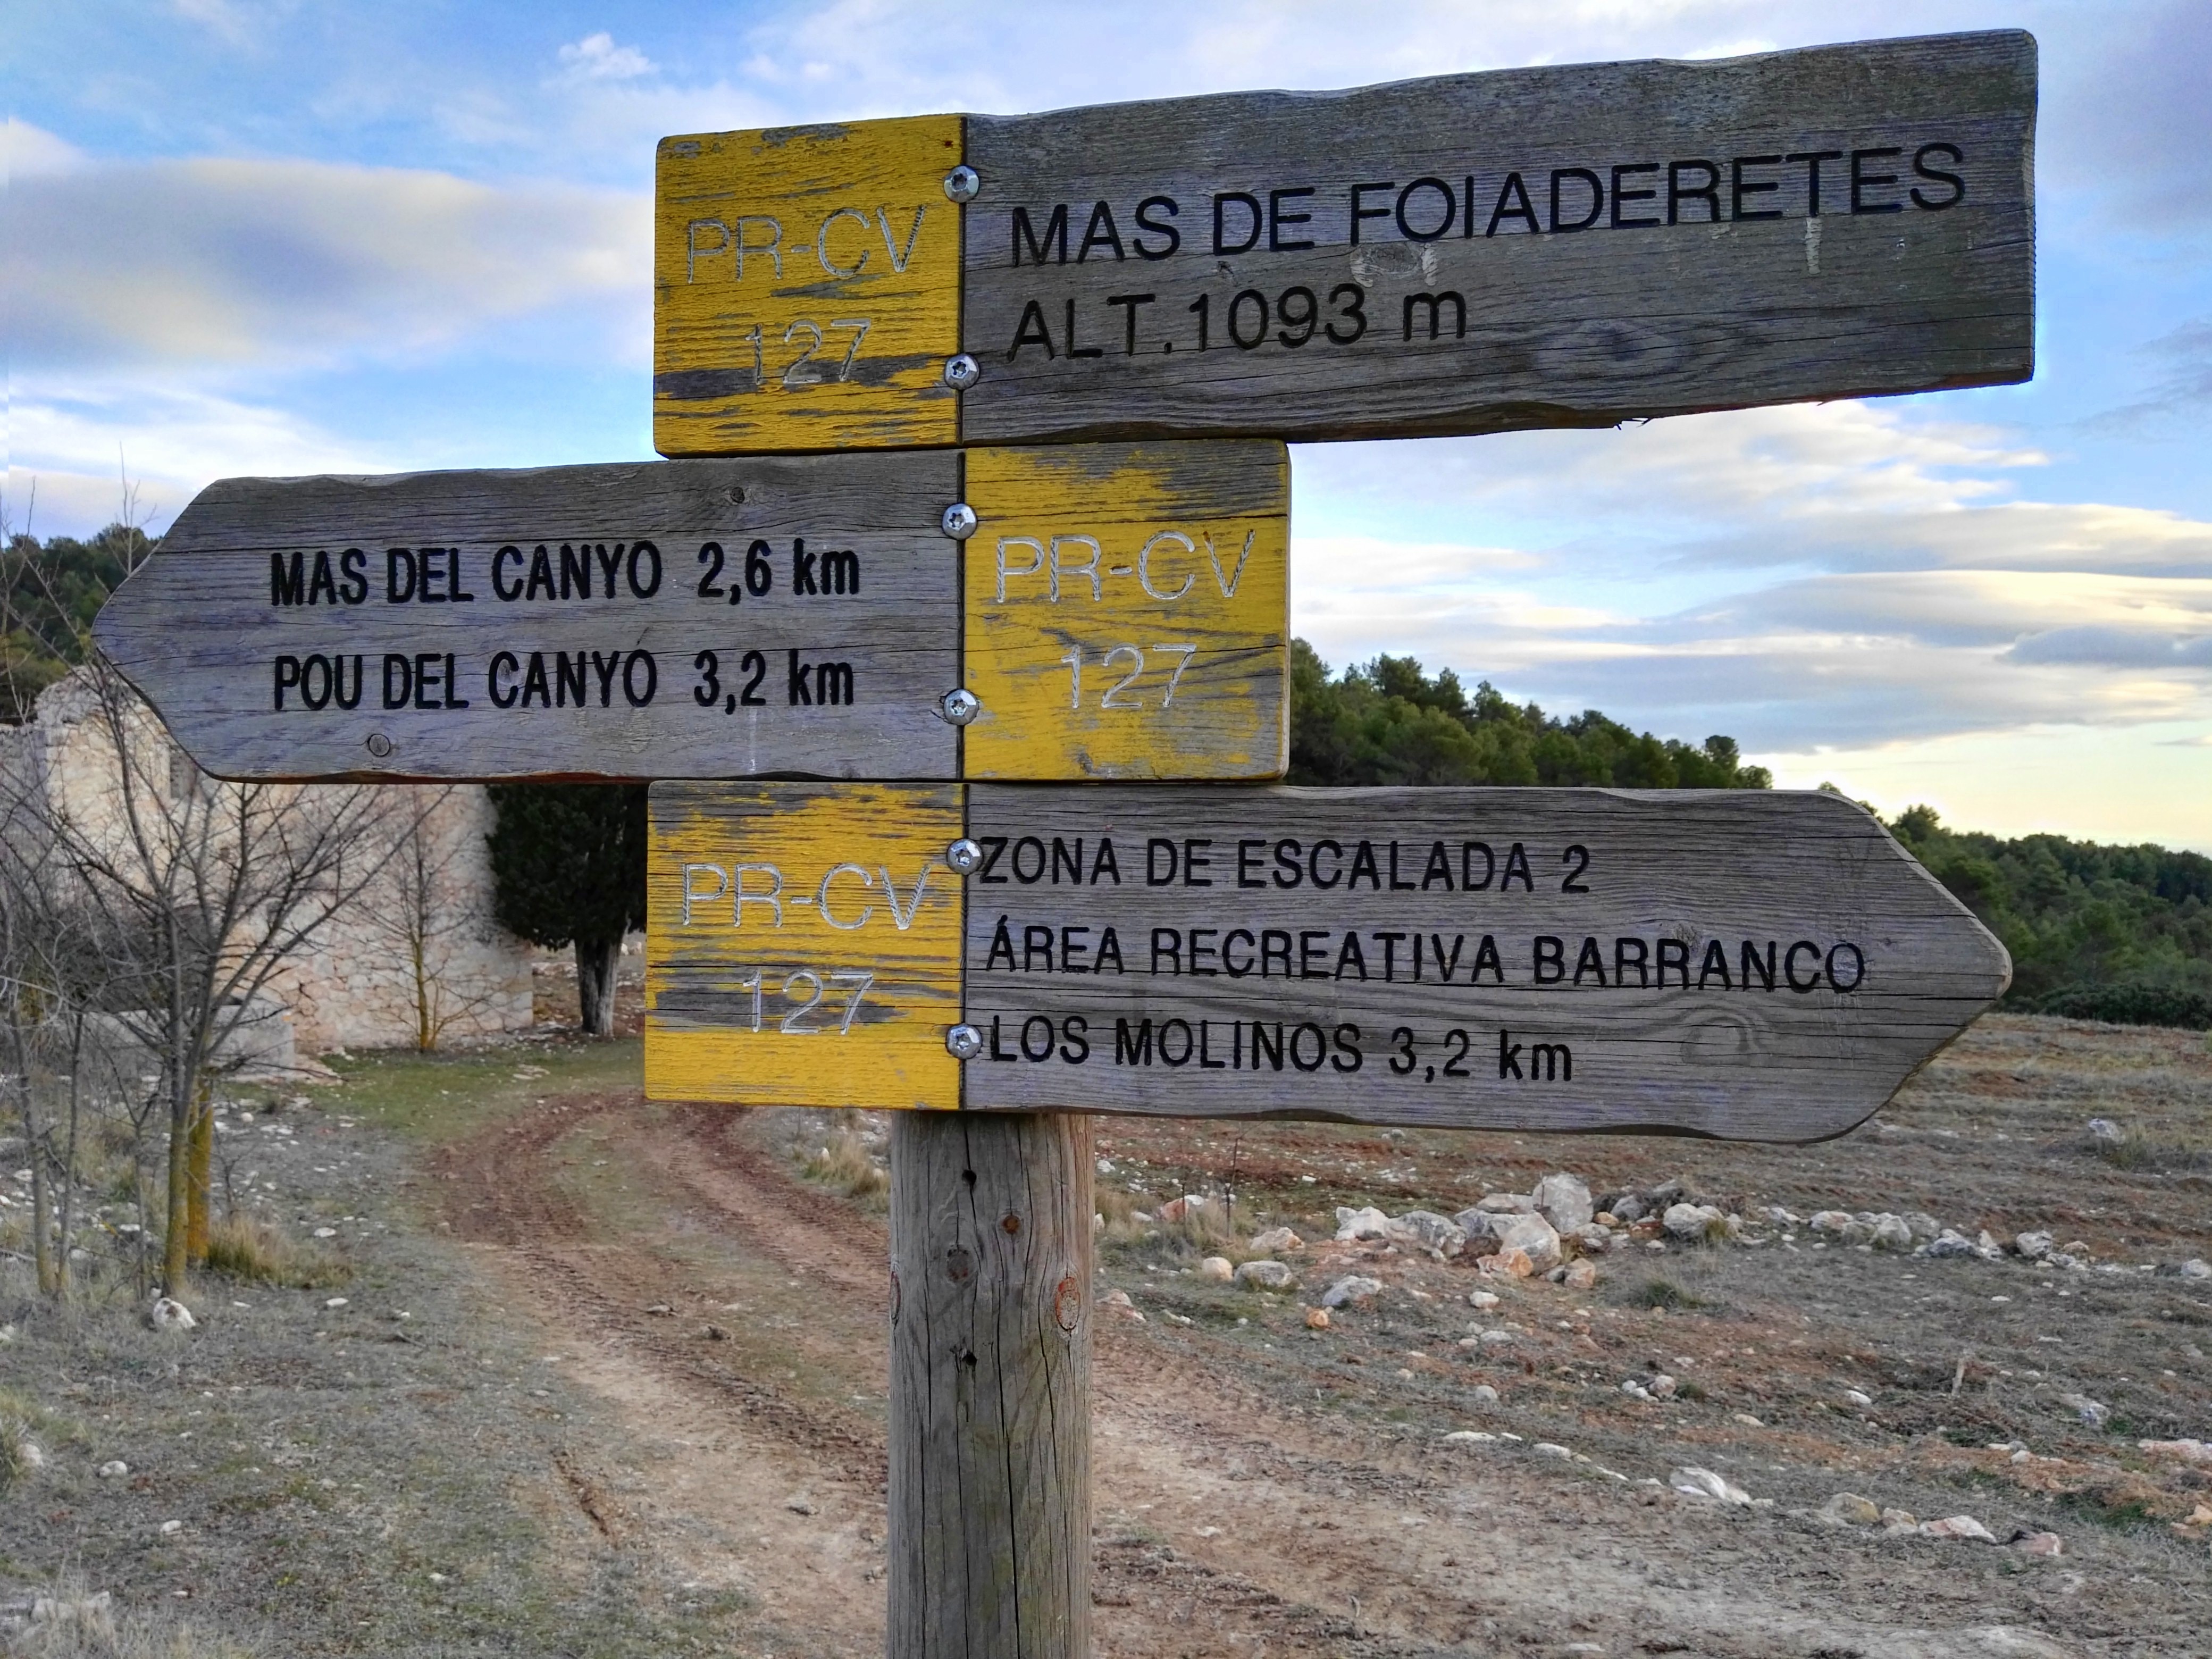 PR-CV
127
MAS DE FOIADERETES
ALT.1093 m
MAS DEL CANYO 2,6 km
POU DEL CANYO 3,2 km
PR-CV
127
PR-CV
127
ZONA DE ESCALADA 2
ÁREA RECREATIVA BARRANCO
LOS MOLINOS 3,2 km